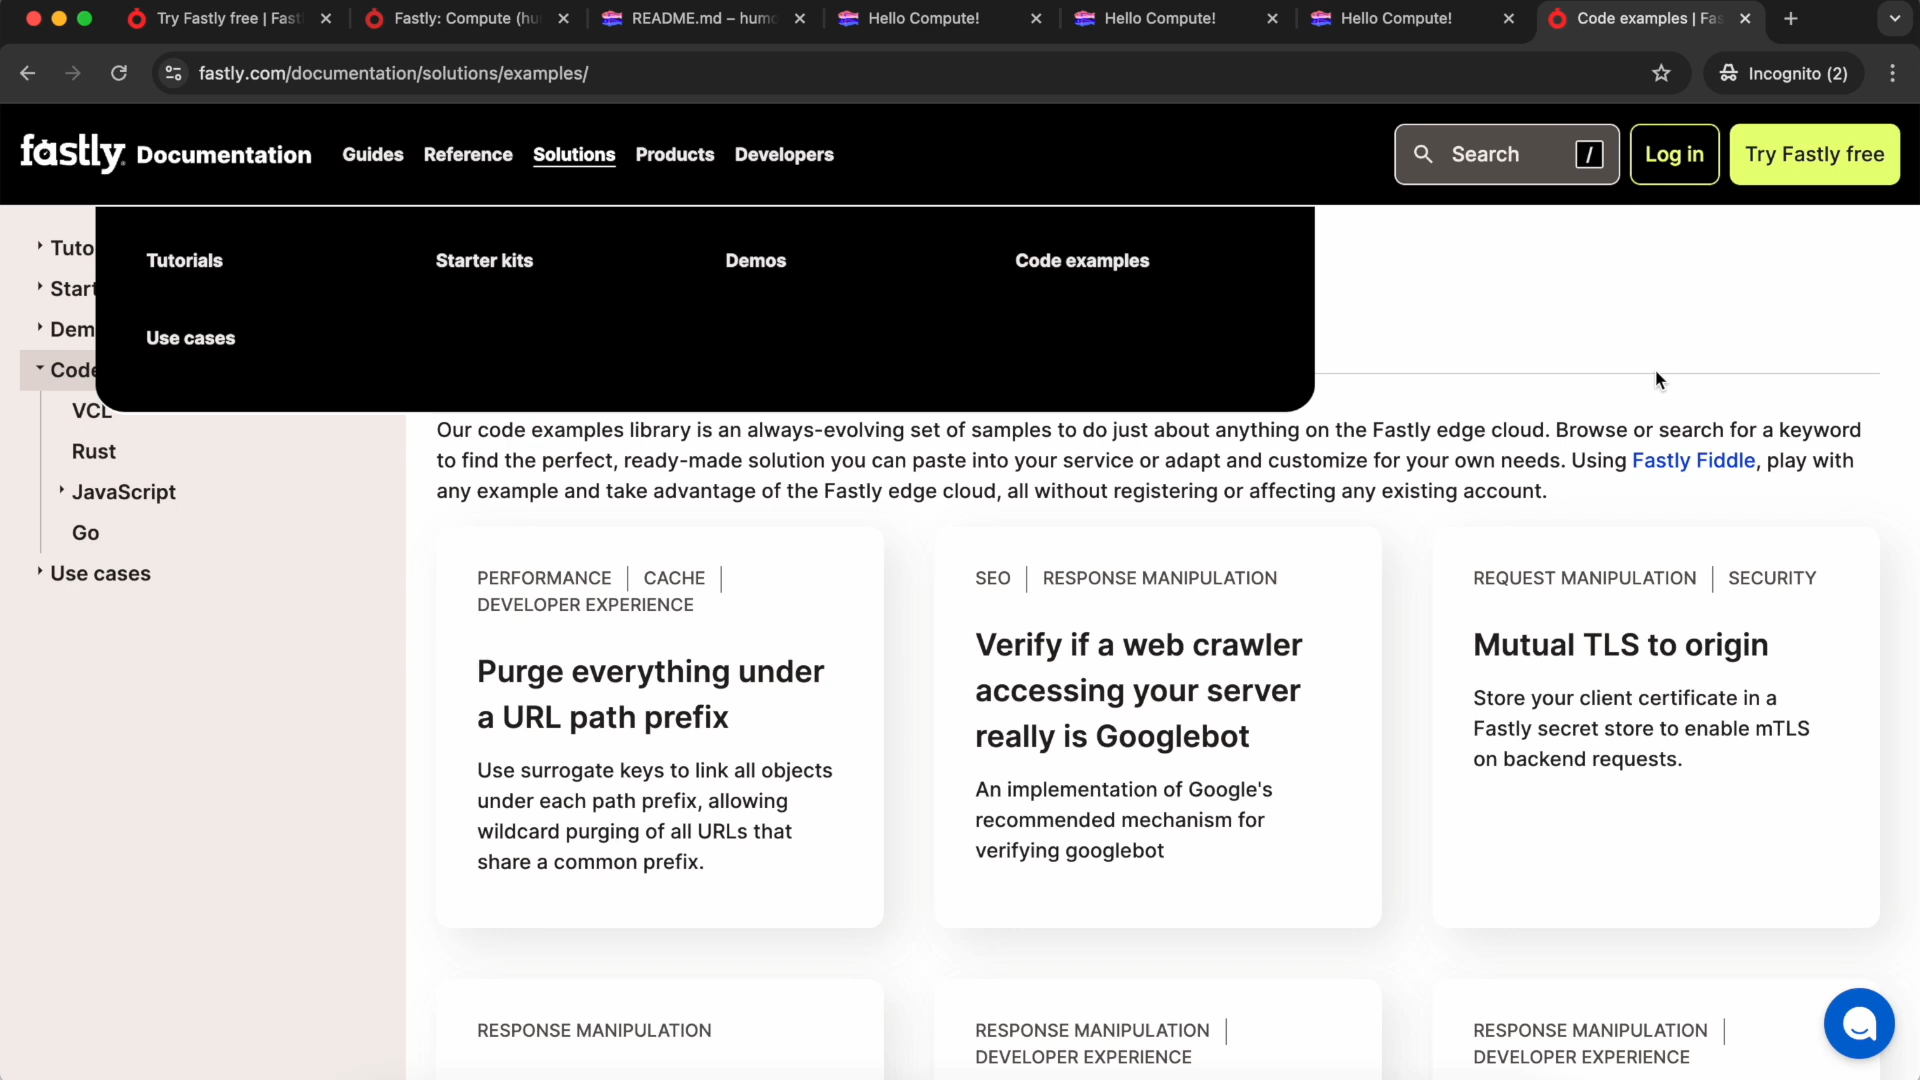 Try Fastly free | Fast
Fastly: Compute (hu
README.md – humo
Hello Compute!
Hello Compute!
Hello Compute!
Code examples | Fas
fastly.com/documentation/solutions/examples/
Incognito (2)
fastly Documentation
Guides
Reference
Solutions
Products
Developers
Search
/
Log in
Try Fastly free
Tutorials
Starter kits
Demos
Code examples
Use cases
Tuto
Start
Dem
Code
VCL
Rust
JavaScript
Go
Use cases
Our code examples library is an always-evolving set of samples to do just about anything on the Fastly edge cloud. Browse or search for a keyword
to find the perfect, ready-made solution you can paste into your service or adapt and customize for your own needs. Using Fastly Fiddle, play with
any example and take advantage of the Fastly edge cloud, all without registering or affecting any existing account.
PERFORMANCE | CACHE |
DEVELOPER EXPERIENCE
Purge everything under
a URL path prefix
Use surrogate keys to link all objects
under each path prefix, allowing
wildcard purging of all URLs that
share a common prefix.
SEO | RESPONSE MANIPULATION
Verify if a web crawler
accessing your server
really is Googlebot
An implementation of Google's
recommended mechanism for
verifying googlebot
REQUEST MANIPULATION | SECURITY
Mutual TLS to origin
Store your client certificate in a
Fastly secret store to enable mTLS
on backend requests.
RESPONSE MANIPULATION
RESPONSE MANIPULATION |
DEVELOPER EXPERIENCE
RESPONSE MANIPULATION |
DEVELOPER EXPERIENCE